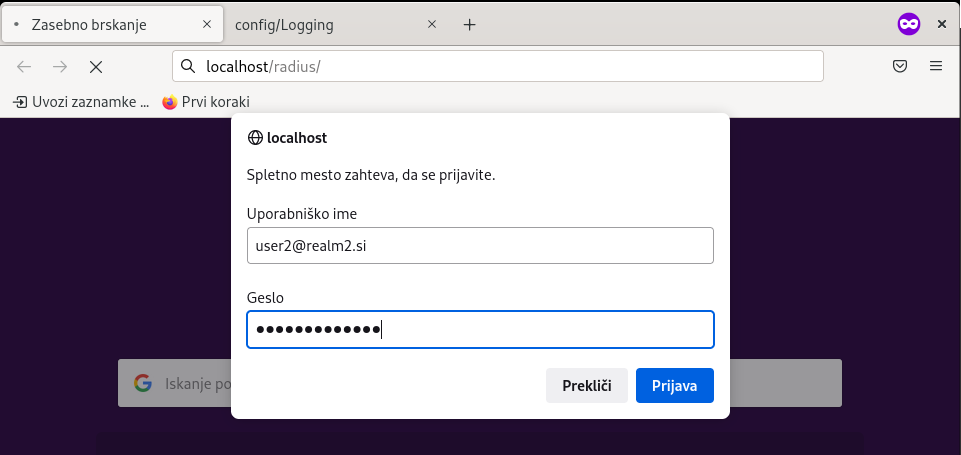 Zasebno brskanje
config/Logging
localhost/radius/
Uvozi zaznamke ...
Prvi koraki
localhost
Spletno mesto zahteva, da se prijavite.
Uporabniško ime
user2@realm2.si
Geslo
Iskanje po
Prekliči
Prijava